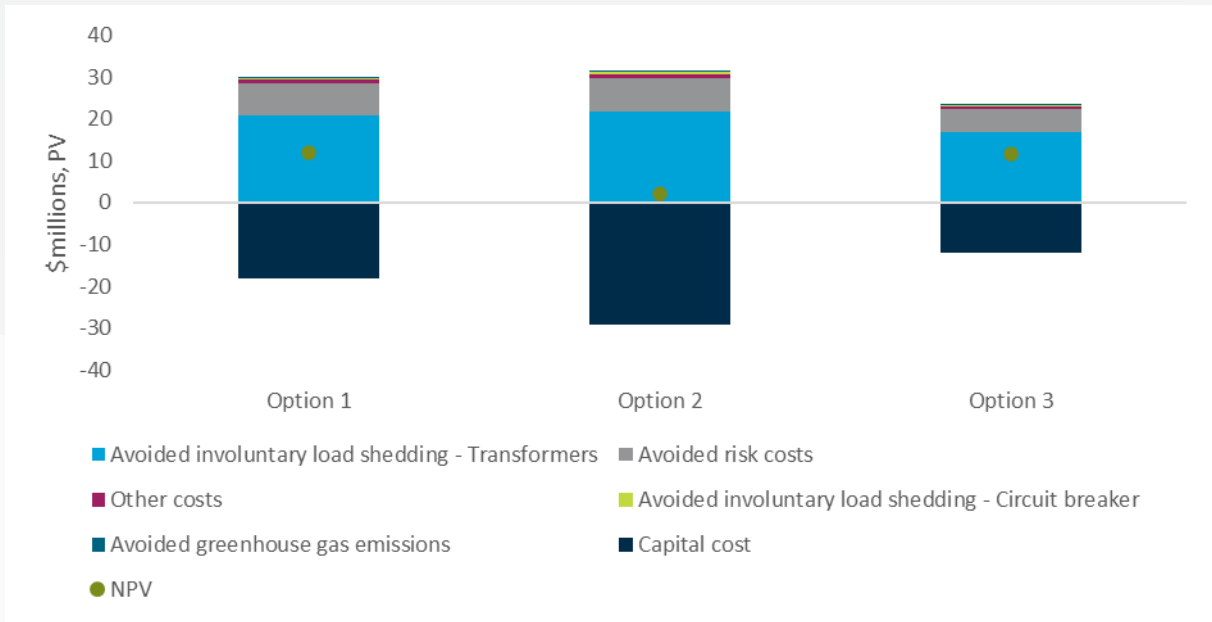 40
30
20
10
0
-10
-20
-30
-40
$millions, PV
Option 1 Option 2 Option 3
Avoided involuntary load shedding - Transformers Avoided risk costs
Other costs Avoided involuntary load shedding - Circuit breaker
Avoided greenhouse gas emissions Capital cost
NPV